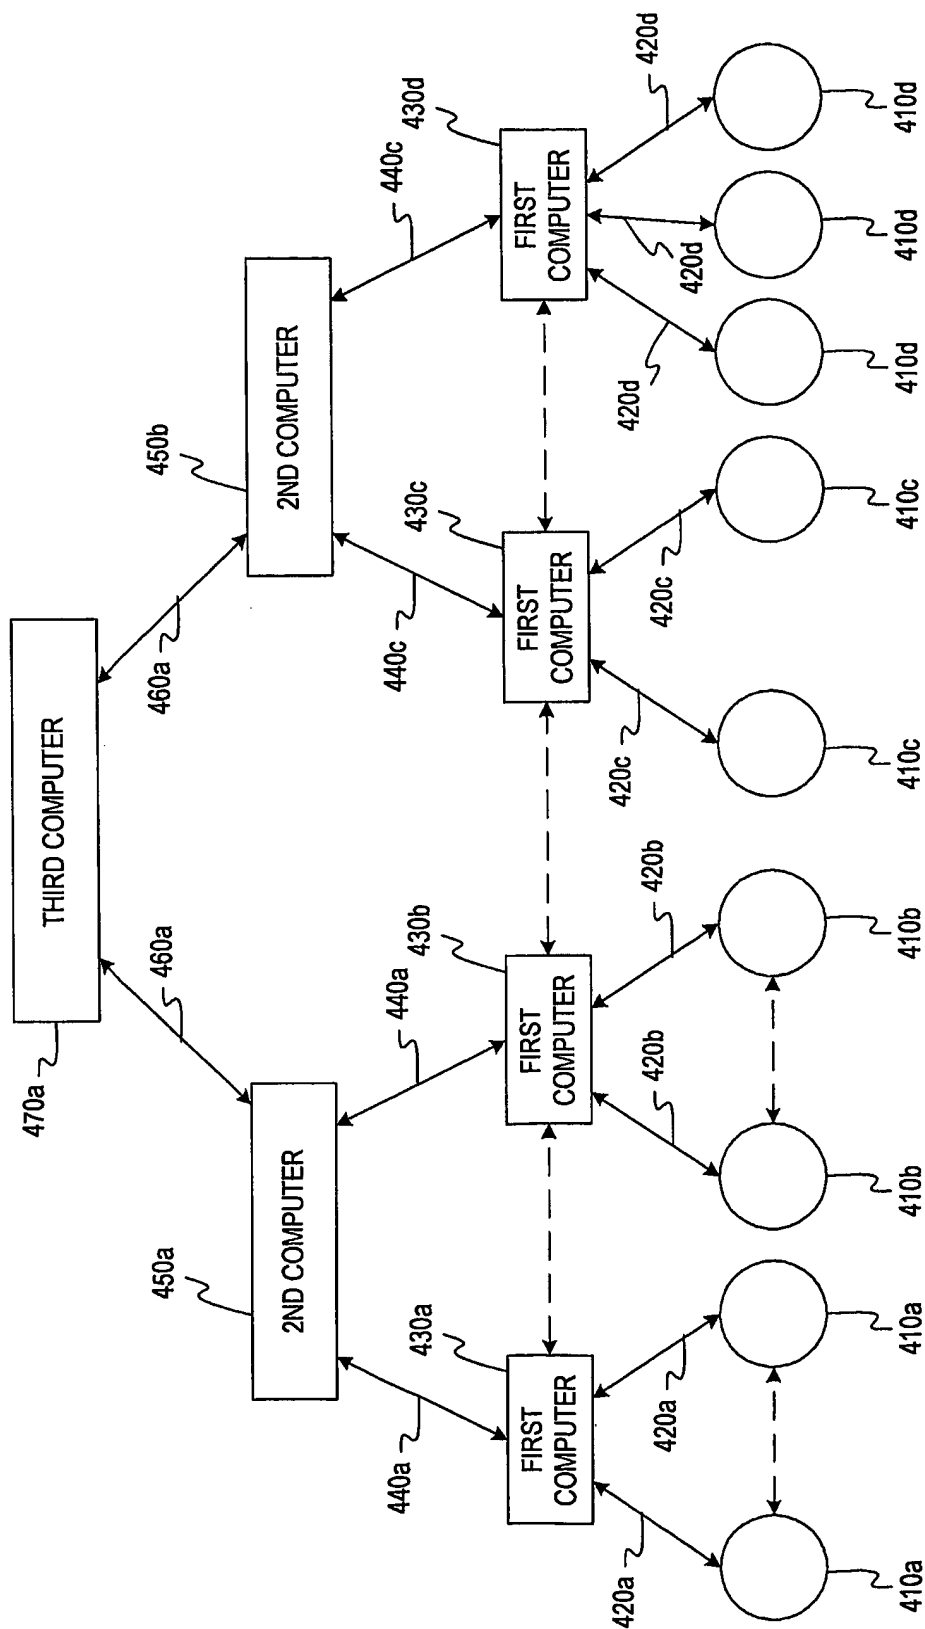 470a
THIRD COMPUTER
460a
460a
450a
2ND COMPUTER
450b
2ND COMPUTER
440a
440a
440c
440c
430a
FIRST
COMPUTER
430b
FIRST
COMPUTER
430c
FIRST
COMPUTER
430d
FIRST
COMPUTER
420a
420a
420b
420b
420c
420c
420d
420d
420d
410a
410a
410b
410b
410c
410c
410d
410d
410d